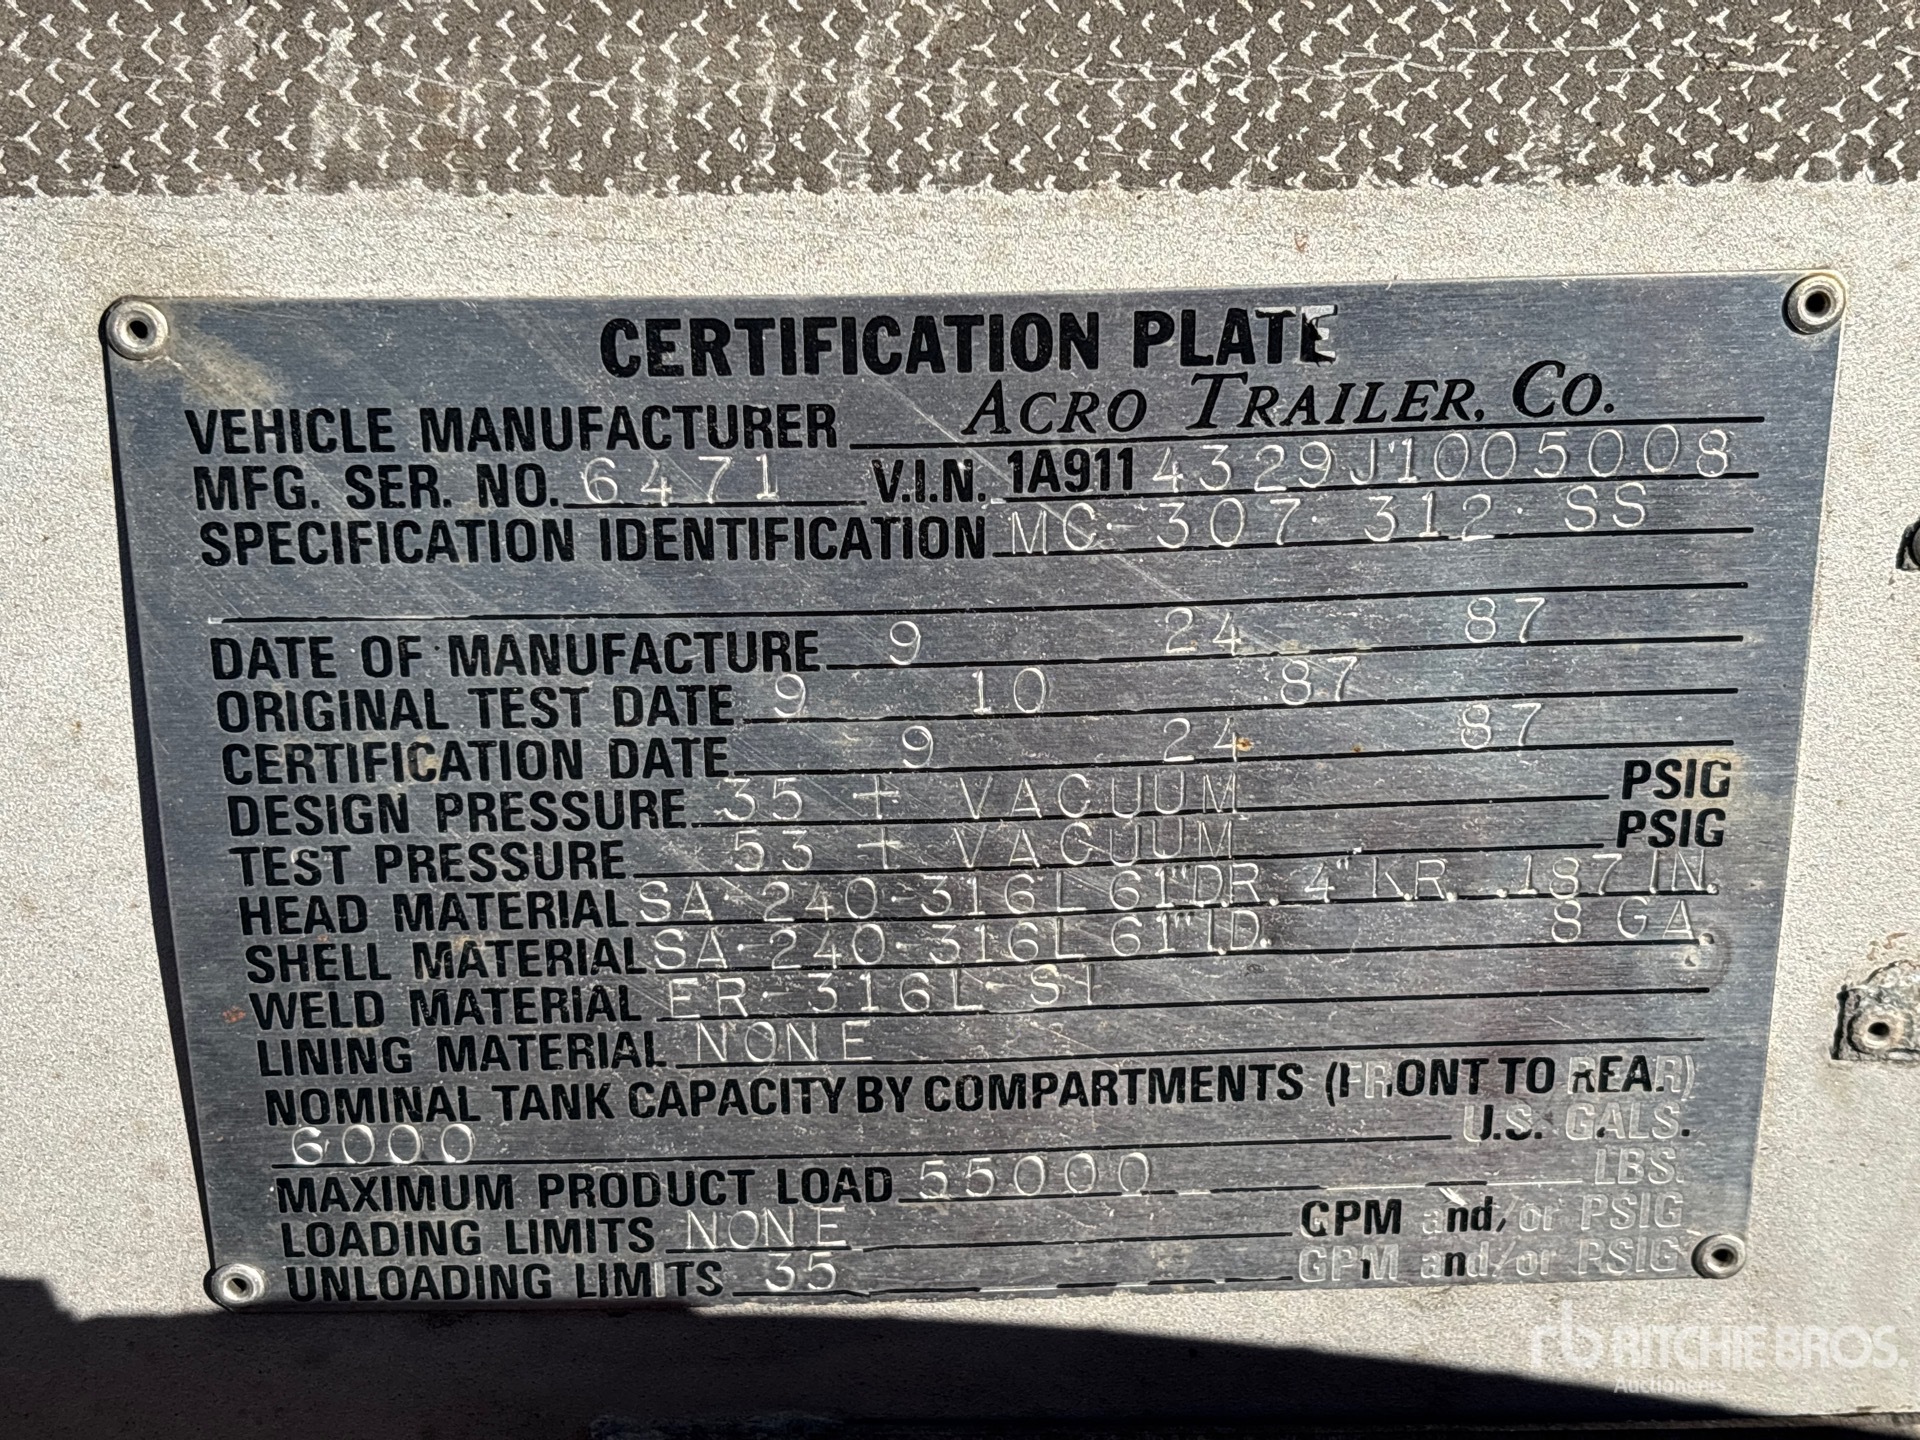 CERTIFICATION PLATE
VEHICLE MANUFACTURER ACRO TRAILER, CO.
MFG. SER. NO. 6471 V.I.N. 1A9114329J1005008
SPECIFICATION IDENTIFICATION MC-307-312-SS
DATE OF MANUFACTURE 9 24 87
ORIGINAL TEST DATE 9 10 87
CERTIFICATION DATE 9 24 87
DESIGN PRESSURE 35 + VACUUM PSIG
TEST PRESSURE 53 + VACUUM PSIG
HEAD MATERIAL SA-240-316L 61"D.R. 4"K.R. .187 IN.
SHELL MATERIAL SA-240-316L 61"I.D. 8 GA.
WELD MATERIAL ER-316L-SI
LINING MATERIAL NONE
NOMINAL TANK CAPACITY BY COMPARTMENTS (FRONT TO REAR)
6000 U.S. GALS.
MAXIMUM PRODUCT LOAD 55000 LBS.
LOADING LIMITS NONE GPM and/or PSIG
UNLOADING LIMITS 35 GPM and/or PSIG
rb RITCHIE BROS.
Auctioneers